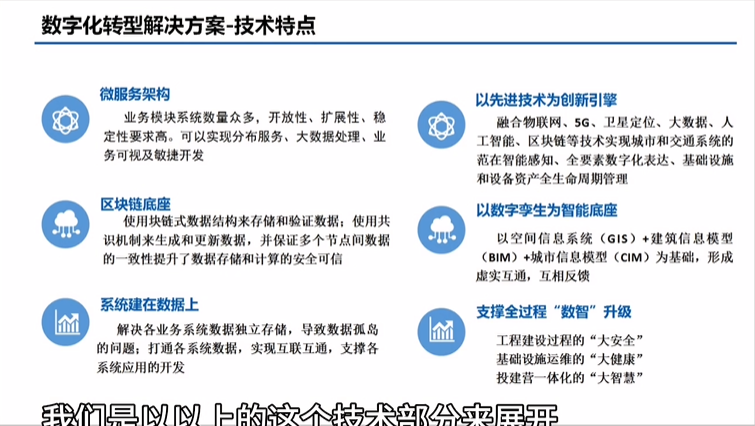 数字化转型解决方案-技术特点
微服务架构
业务模块系统数量众多，开放性、扩展性、稳
定性要求高。可以实现分布服务、大数据处理、业
务可视及敏捷开发
区块链底座
使用块链式数据结构来存储和验证数据；使用共
识机制来生成和更新数据，并保证多个节点间数据
的一致性提升了数据存储和计算的安全可信
系统建在数据上
解决各业务系统数据独立存储，导致数据孤岛
的问题；打通各系统数据，实现互联互通，支撑各
系统应用的开发
以先进技术为创新引擎
融合物联网、5G、卫星定位、大数据、人
工智能、区块链等技术实现城市和交通系统的
范在智能感知、全要素数字化表达、基础设施
和设备资产全生命周期管理
以数字孪生为智能底座
以空间信息系统（GIS）+建筑信息模型
（BIM）+城市信息模型（CIM）为基础，形成
虚实互通，互相反馈
支撑全过程“数智”升级
工程建设过程的“大安全”
基础设施运维的“大健康”
投建营一体化的“大智慧”
我们是以以上的这个技术部分来展开